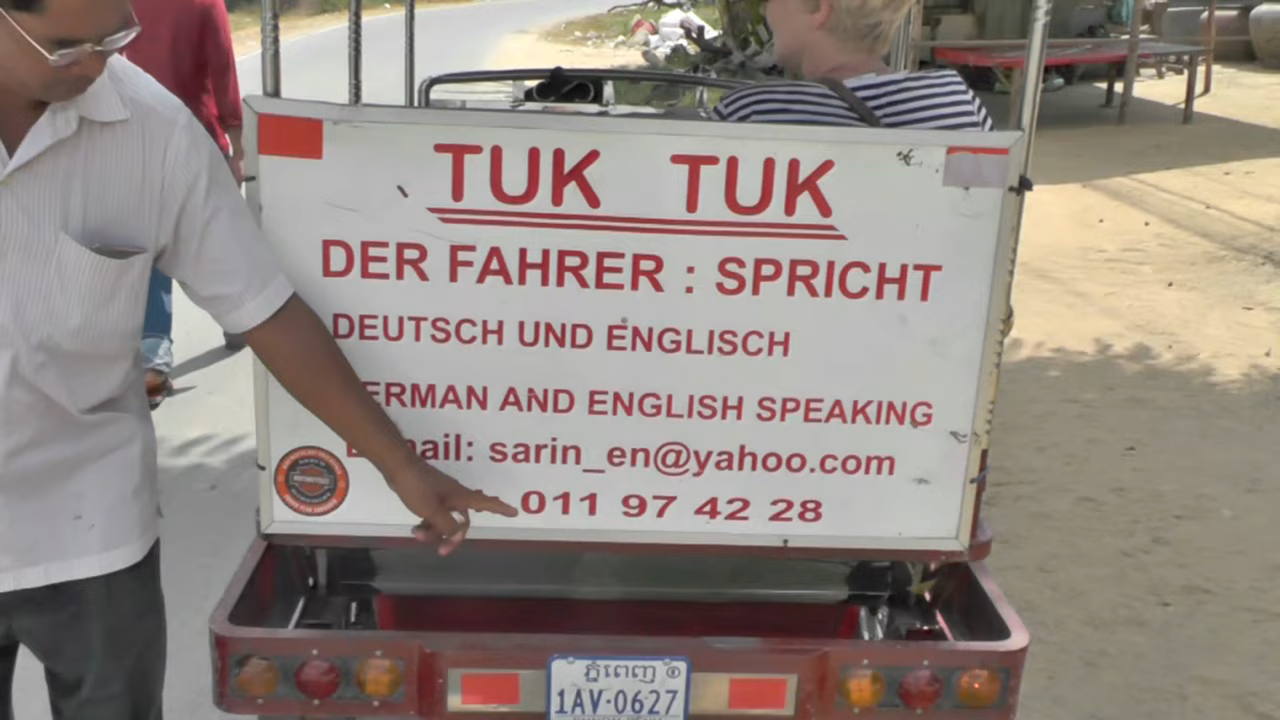 TUK TUK
DER FAHRER : SPRICHT
DEUTSCH UND ENGLISCH
ERMAN AND ENGLISH SPEAKING
mail: sarin_en@yahoo.com
011 97 42 28
ភ្នំពេញ
1AV-0627